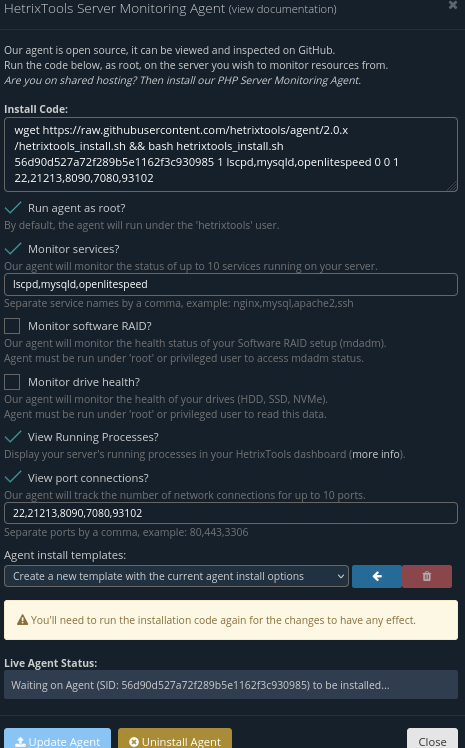 HetrixTools Server Monitoring Agent (view documentation)
Our agent is open source, it can be viewed and inspected on GitHub.
Run the code below, as root, on the server you wish to monitor resources from.
Are you on shared hosting? Then install our PHP Server Monitoring Agent.
Install Code:
wget https://raw.githubusercontent.com/hetrixtools/agent/2.0.x
/hetrixtools_install.sh && bash hetrixtools_install.sh
56d90d527a72f289b5e1162f3c930985 1 lscpd,mysqld,openlitespeed 0 0 1
22,21213,8090,7080,93102
Run agent as root?
By default, the agent will run under the 'hetrixtools' user.
Monitor services?
Our agent will monitor the status of up to 10 services running on your server.
lscpd,mysqld,openlitespeed
Separate service names by a comma, example: nginx,mysql,apache2,ssh
Monitor software RAID?
Our agent will monitor the health status of your Software RAID setup (mdadm).
Agent must be run under 'root' or privileged user to access mdadm status.
Monitor drive health?
Our agent will monitor the health of your drives (HDD, SSD, NVMe).
Agent must be run under 'root' or privileged user to read this data.
View Running Processes?
Display your server's running processes in your HetrixTools dashboard (more info).
View port connections?
Our agent will track the number of network connections for up to 10 ports.
22,21213,8090,7080,93102
Separate ports by a comma, example: 80,443,3306
Agent install templates:
Create a new template with the current agent install options
You'll need to run the installation code again for the changes to have any effect.
Live Agent Status:
Waiting on Agent (SID: 56d90d527a72f289b5e1162f3c930985) to be installed...
Update Agent
Uninstall Agent
Close